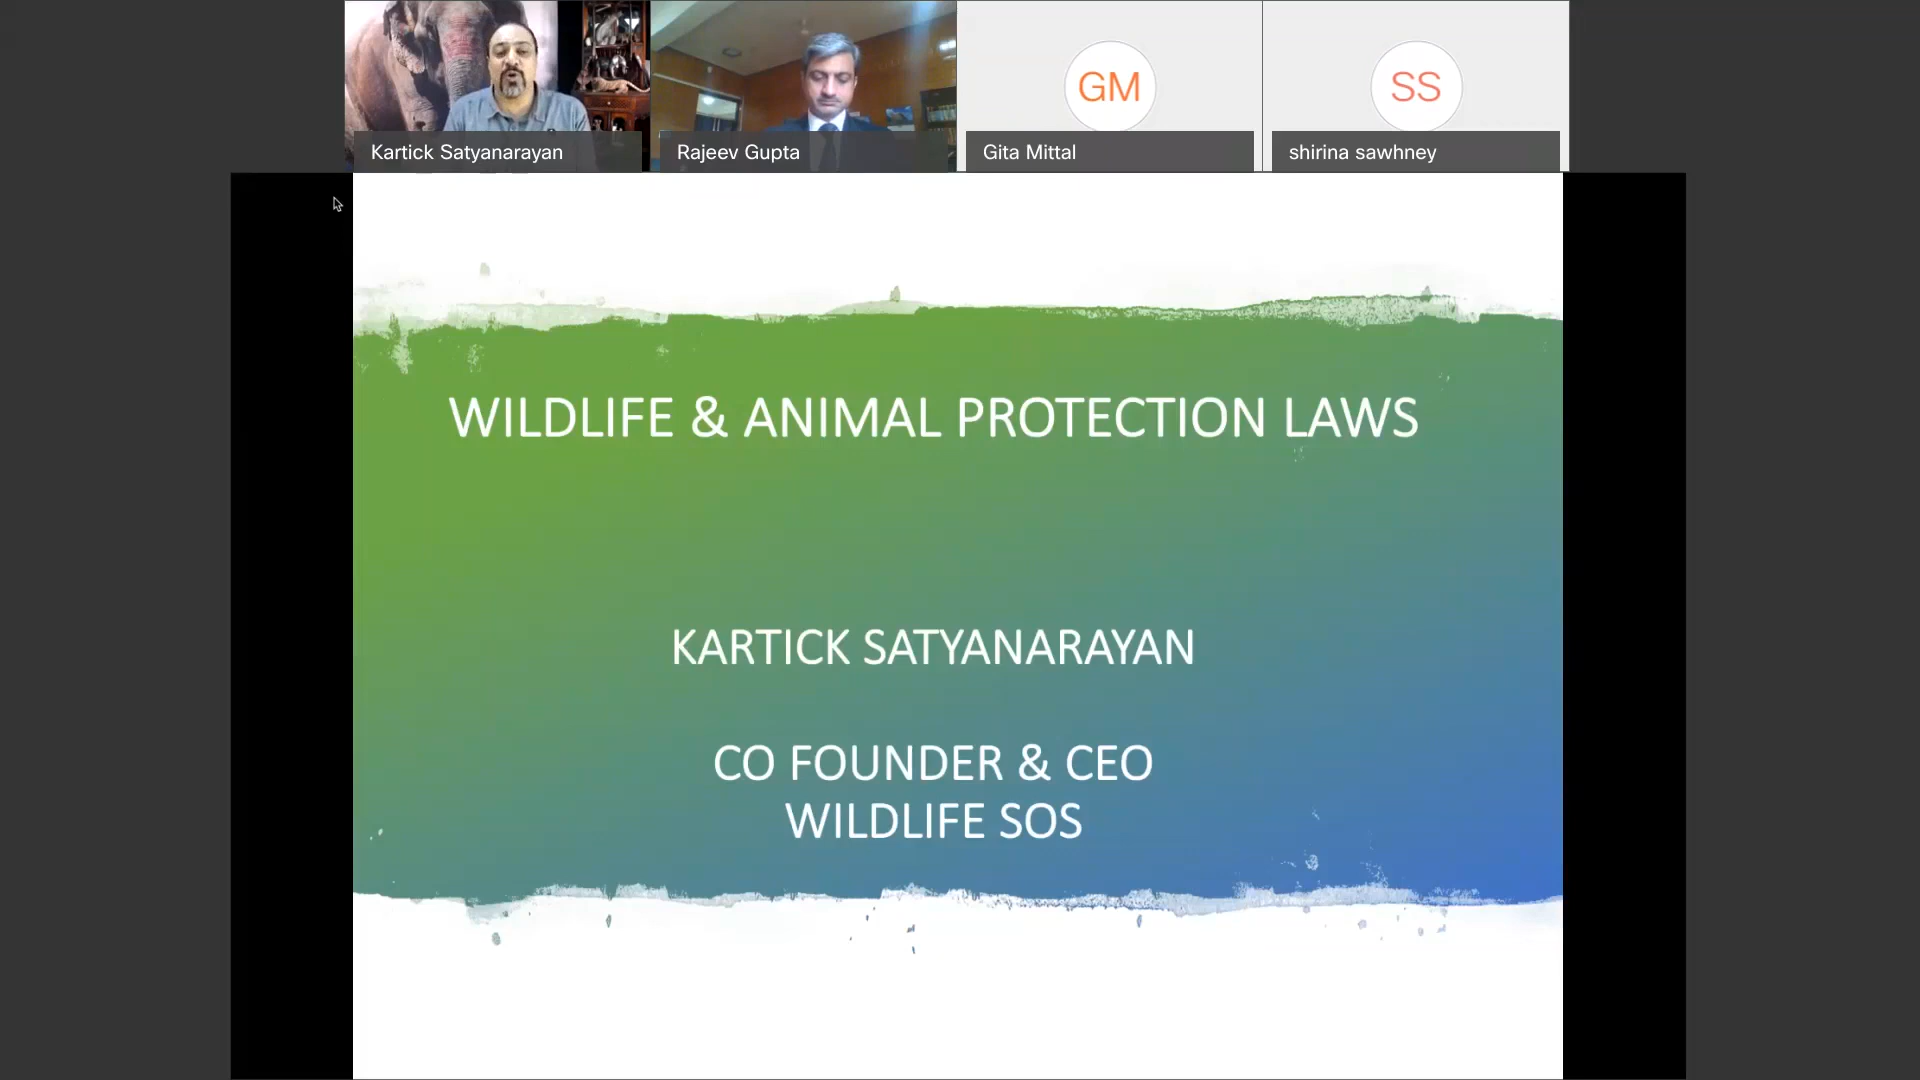 Kartick Satyanarayan
Rajeev Gupta
GM
Gita Mittal
SS
shirina sawhney
WILDLIFE & ANIMAL PROTECTION LAWS
KARTICK SATYANARAYAN
CO FOUNDER & CEO
WILDLIFE SOS